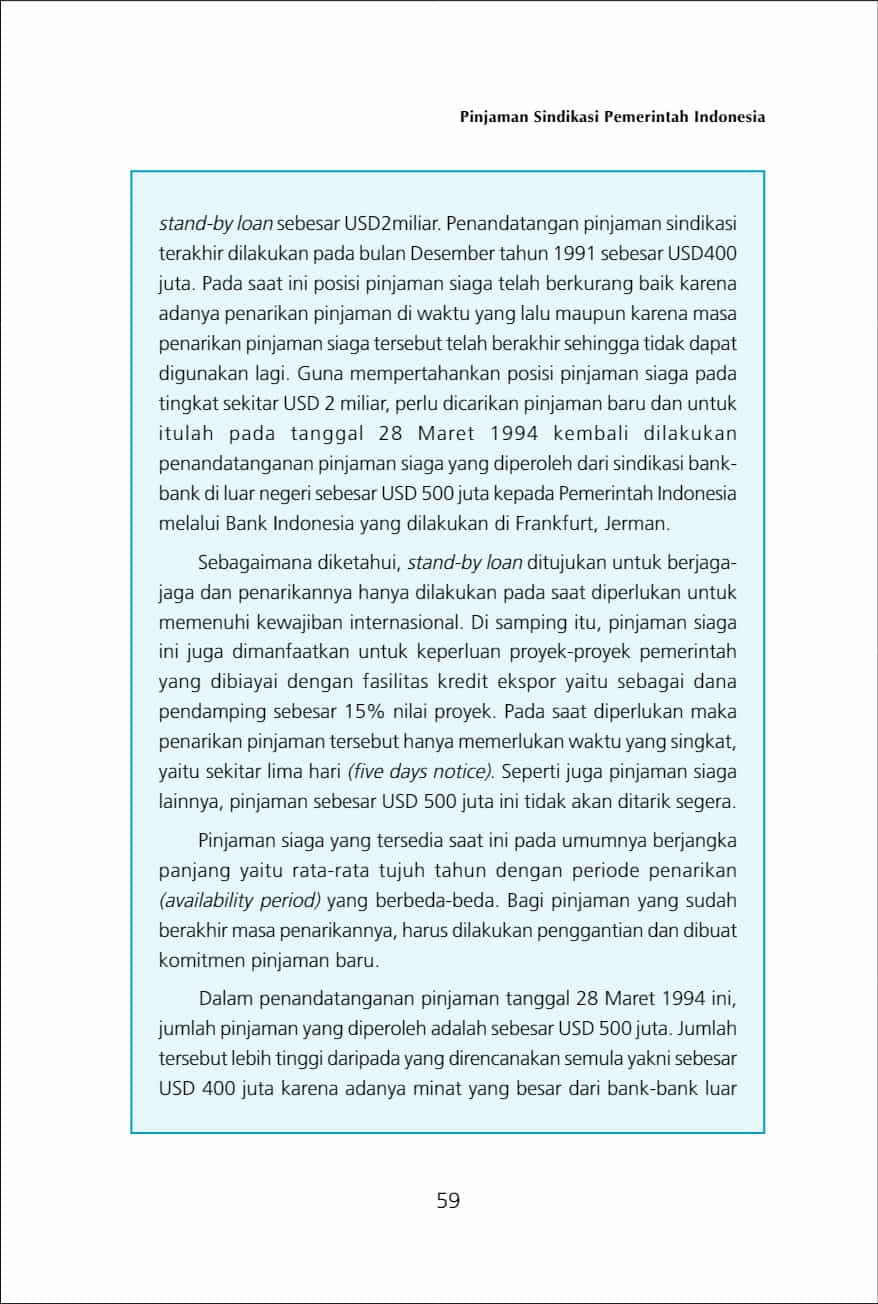 Pinjaman Sindikasi Pemerintah Indonesia
stand-by loan sebesar USD2miliar. Penandatangan pinjaman sindikasi
terakhir dilakukan pada bulan Desember tahun 1991 sebesar USD400
juta. Pada saat ini posisi pinjaman siaga telah berkurang baik karena
adanya penarikan pinjaman di waktu yang lalu maupun karena masa
penarikan pinjaman siaga tersebut telah berakhir sehingga tidak dapat
digunakan lagi. Guna mempertahankan posisi pinjaman siaga pada
tingkat sekitar USD 2 miliar, perlu dicarikan pinjaman baru dan untuk
itulah pada tanggal 28 Maret 1994 kembali dilakukan
penandatanganan pinjaman siaga yang diperoleh dari sindikasi bank-
bank di luar negeri sebesar USD 500 juta kepada Pemerintah Indonesia
melalui Bank Indonesia yang dilakukan di Frankfurt, Jerman.
Sebagaimana diketahui, stand-by loan ditujukan untuk berjaga-
jaga dan penarikannya hanya dilakukan pada saat diperlukan untuk
memenuhi kewajiban internasional. Di samping itu, pinjaman siaga
ini juga dimanfaatkan untuk keperluan proyek-proyek pemerintah
yang dibiayai dengan fasilitas kredit ekspor yaitu sebagai dana
pendamping sebesar 15% nilai proyek. Pada saat diperlukan maka
penarikan pinjaman tersebut hanya memerlukan waktu yang singkat,
yaitu sekitar lima hari (five days notice). Seperti juga pinjaman siaga
lainnya, pinjaman sebesar USD 500 juta ini tidak akan ditarik segera.
Pinjaman siaga yang tersedia saat ini pada umumnya berjangka
panjang yaitu rata-rata tujuh tahun dengan periode penarikan
(availability period) yang berbeda-beda. Bagi pinjaman yang sudah
berakhir masa penarikannya, harus dilakukan penggantian dan dibuat
komitmen pinjaman baru.
Dalam penandatanganan pinjaman tanggal 28 Maret 1994 ini,
jumlah pinjaman yang diperoleh adalah sebesar USD 500 juta. Jumlah
tersebut lebih tinggi daripada yang direncanakan semula yakni sebesar
USD 400 juta karena adanya minat yang besar dari bank-bank luar
59